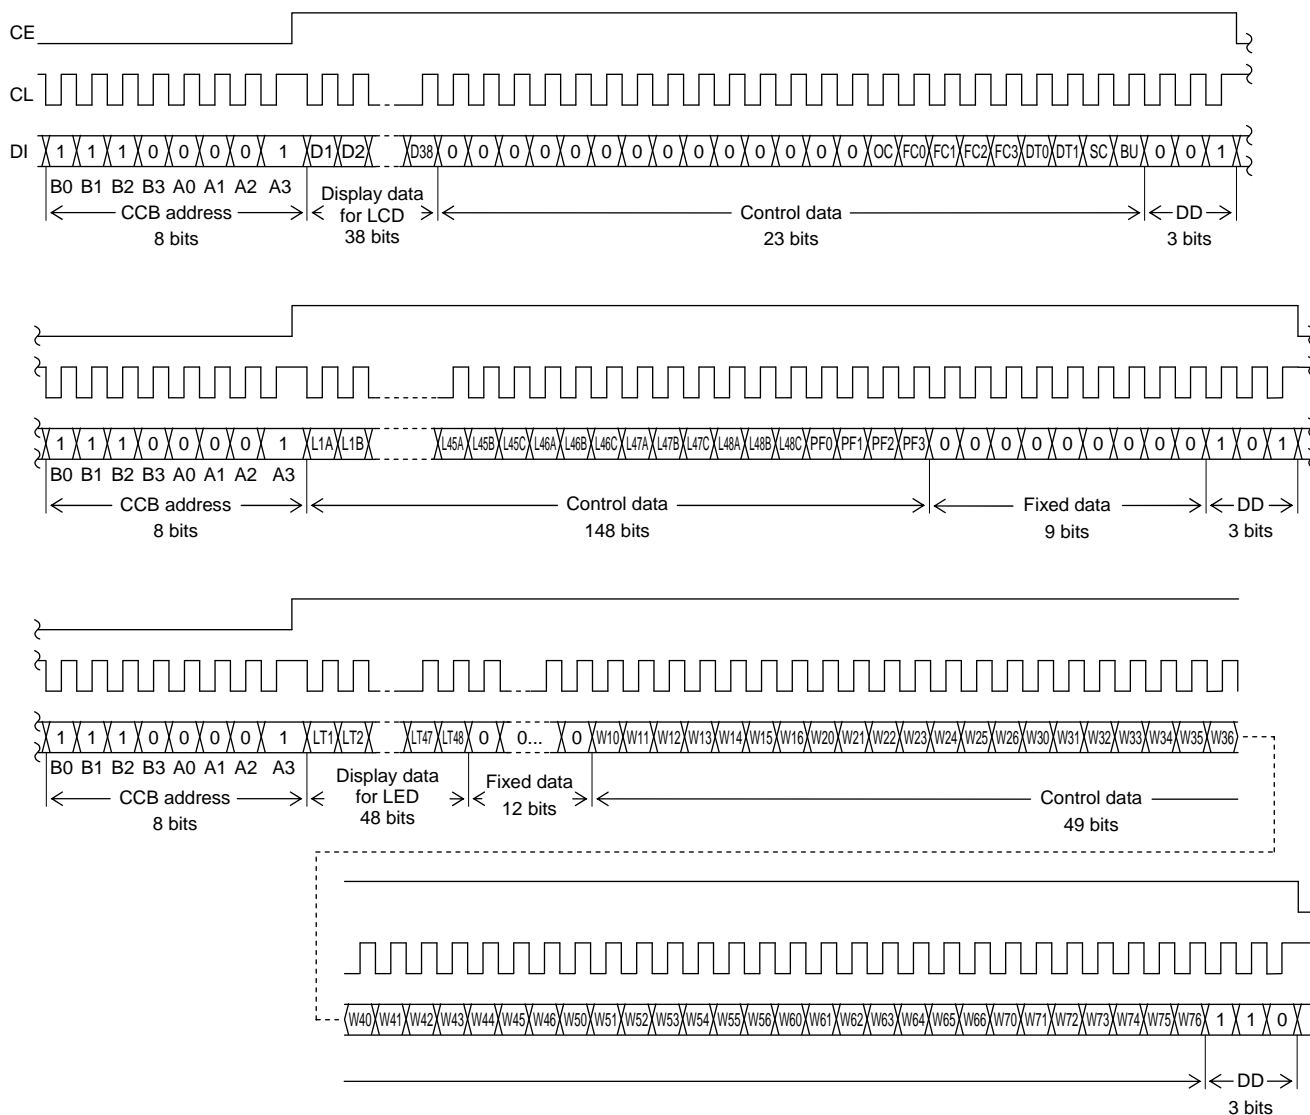 CE
CL
DI 1 1 1 0 0 0 0 1 D1 D2 D38 0 0 0 0 0 0 0 0 0 0 0 0 0 0 OC FC0 FC1 FC2 FC3 DT0 DT1 SC BU 0 0 1
B0 B1 B2 B3 A0 A1 A2 A3
CCB address
8 bits
Display data
for LCD
38 bits
Control data
23 bits
DD
3 bits
1 1 1 0 0 0 0 1 L1A L1B L45A L45B L45C L46A L46B L46C L47A L47B L47C L48A L48B L48C PF0 PF1 PF2 PF3 0 0 0 0 0 0 0 0 0 1 0 1
B0 B1 B2 B3 A0 A1 A2 A3
CCB address
8 bits
Control data
148 bits
Fixed data
9 bits
DD
3 bits
1 1 1 0 0 0 0 1 LT1 LT2 LT47 LT48 0 0... 0 W10 W11 W12 W13 W14 W15 W16 W20 W21 W22 W23 W24 W25 W26 W30 W31 W32 W33 W34 W35 W36
B0 B1 B2 B3 A0 A1 A2 A3
CCB address
8 bits
Display data
for LED
48 bits
Fixed data
12 bits
Control data
49 bits
W40 W41 W42 W43 W44 W45 W46 W50 W51 W52 W53 W54 W55 W56 W60 W61 W62 W63 W64 W65 W66 W70 W71 W72 W73 W74 W75 W76 1 1 0
DD
3 bits